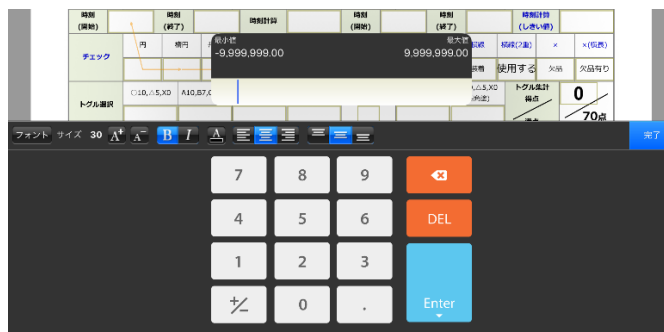 時刻
(開始)
時刻
(終了)
時刻計算
時刻
(開始)
時刻
(終了)
時刻計算
(しきい値)
最小値
-9,999,999.00
最大値
9,999,999.00
チェック
円
楕円
横線(2重)
×
×(帳票)
使用する
欠品
欠品有り
トグル選択
○10,△5,X0
A10,B7,
,△5,X0
トグル集計
得点
0
70点
フォント サイズ 30 A+ A- B I A
完了
7 8 9
4 5 6 DEL
1 2 3
+/- 0 . Enter